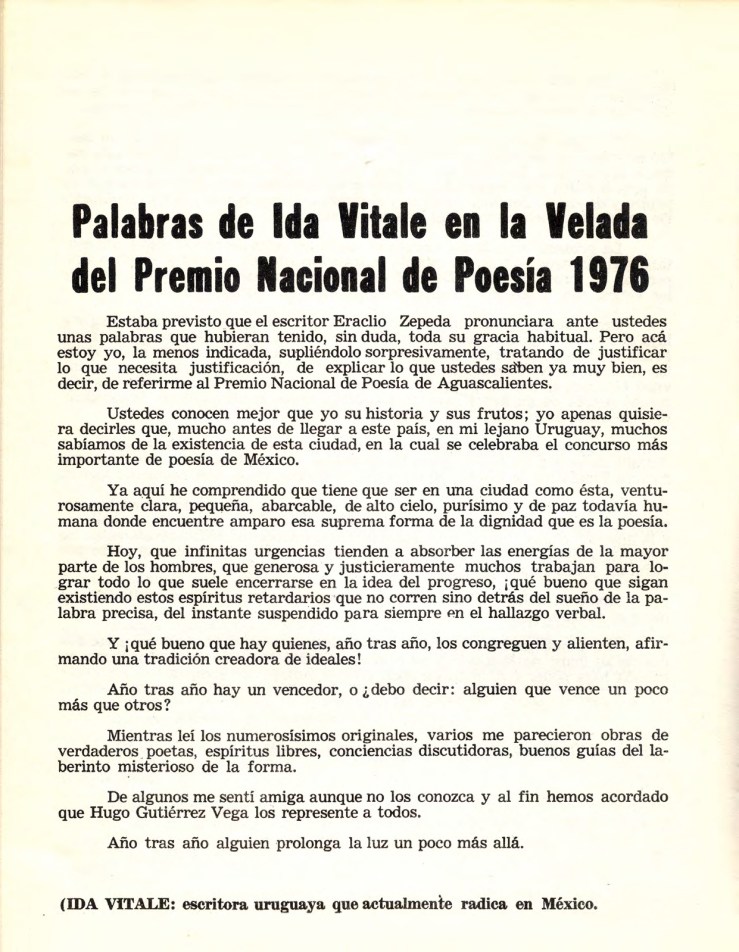 Palabras de Ida Vitale en la Velada
del Premio Nacional de Poesía 1976
Estaba previsto que el escritor Eraclio Zepeda pronunciara ante ustedes
unas palabras que hubieran tenido, sin duda, toda su gracia habitual. Pero acá
estoy yo, la menos indicada, supliéndolo sorpresivamente, tratando de justificar
lo que necesita justificación, de explicar lo que ustedes saben ya muy bien, es
decir, de referirme al Premio Nacional de Poesía de Aguascalientes.
Ustedes conocen mejor que yo su historia y sus frutos; yo apenas quisie-
ra decirles que, mucho antes de llegar a este país, en mi lejano Uruguay, muchos
sabíamos de la existencia de esta ciudad, en la cual se celebraba el concurso más
importante de poesía de México.
Ya aquí he comprendido que tiene que ser en una ciudad como ésta, ventu-
rosamente clara, pequeña, abarcable, de alto cielo, purísimo y de paz todavía hu-
mana donde encuentre amparo esa suprema forma de la dignidad que es la poesía.
Hoy, que infinitas urgencias tienden a absorber las energías de la mayor
parte de los hombres, que generosa y justicieramente muchos trabajan para lo-
grar todo lo que suele encerrarse en la idea del progreso, ¡qué bueno que sigan
existiendo estos espíritus retardarios que no corren sino detrás del sueño de la pa-
labra precisa, del instante suspendido para siempre en el hallazgo verbal.
Y ¡qué bueno que hay quienes, año tras año, los congreguen y alienten, afir-
mando una tradición creadora de ideales!
Año tras año hay un vencedor, o ¿debo decir: alguien que vence un poco
más que otros?
Mientras leí los numerosísimos originales, varios me parecieron obras de
verdaderos poetas, espíritus libres, conciencias discutidoras, buenos guías del la-
berinto misterioso de la forma.
De algunos me sentí amiga aunque no los conozca y al fin hemos acordado
que Hugo Gutiérrez Vega los represente a todos.
Año tras año alguien prolonga la luz un poco más allá.
(IDA VITALE: escritora uruguaya que actualmente radica en México.